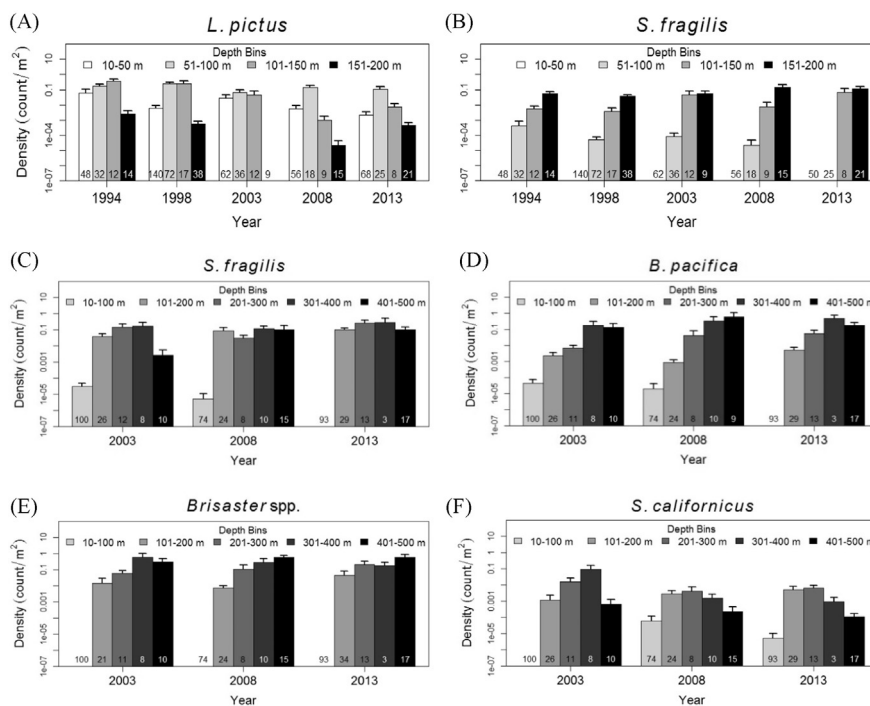 (A) L. pictus
Depth Bins
10-50 m 51-100 m 101-150 m 151-200 m
Density (count/m²)
10
0.1
1e-04
1e-07
48 32 12 14 140 72 17 38 62 36 12 9 56 18 9 15 68 25 8 21
1994 1998 2003 2008 2013
Year
(B) S. fragilis
Depth Bins
10-50 m 51-100 m 101-150 m 151-200 m
Density (count/m²)
10
0.1
1e-04
1e-07
48 32 12 14 140 72 17 38 62 36 12 9 56 18 9 15 50 25 8 21
1994 1998 2003 2008 2013
Year
(C) S. fragilis
Depth Bins
10-100 m 101-200 m 201-300 m 301-400 m 401-500 m
Density (count/m²)
10
0.1
0.001
1e-05
1e-07
100 26 12 8 10 74 24 8 10 15 93 29 13 3 17
2003 2008 2013
Year
(D) B. pacifica
Depth Bins
10-100 m 101-200 m 201-300 m 301-400 m 401-500 m
Density (count/m²)
10
0.1
0.001
1e-05
1e-07
100 26 11 8 10 74 24 8 10 9 93 29 13 3 17
2003 2008 2013
Year
(E) Brisaster spp.
Depth Bins
10-100 m 101-200 m 201-300 m 301-400 m 401-500 m
Density (count/m²)
10
0.1 1
0.001
1e-05
1e-07
100 21 11 8 10 74 24 8 10 15 93 34 13 3 17
2003 2008 2013
Year
(F) S. californicus
Depth Bins
10-100 m 101-200 m 201-300 m 301-400 m 401-500 m
Density (count/m²)
10
0.1 1
0.001
1e-05
1e-07
100 26 11 8 10 74 24 8 10 15 93 29 13 3 17
2003 2008 2013
Year